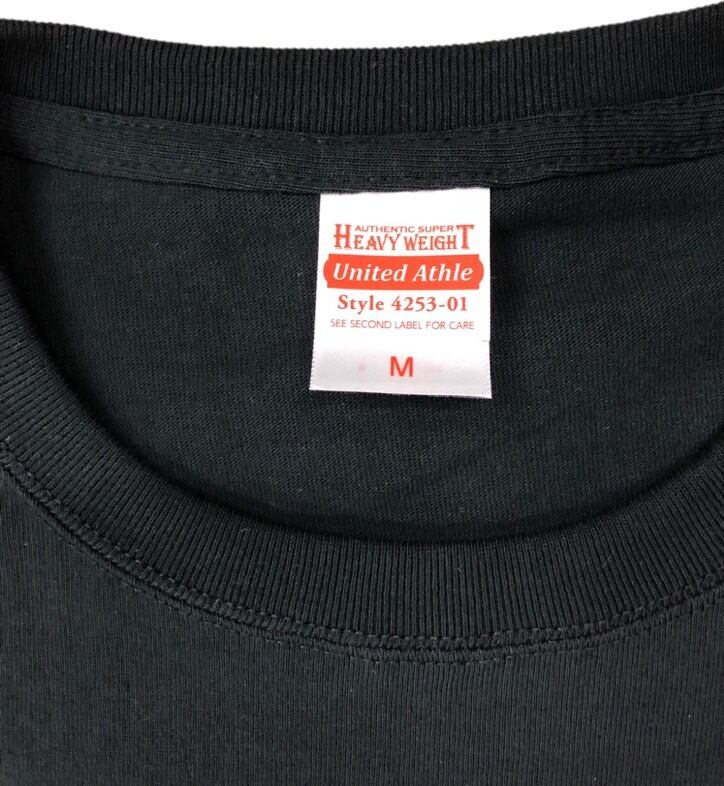 AUTHENTIC SUPER
HEAVY WEIGHT
United Athle
Style 4253-01
SEE SECOND LABEL FOR CARE
M